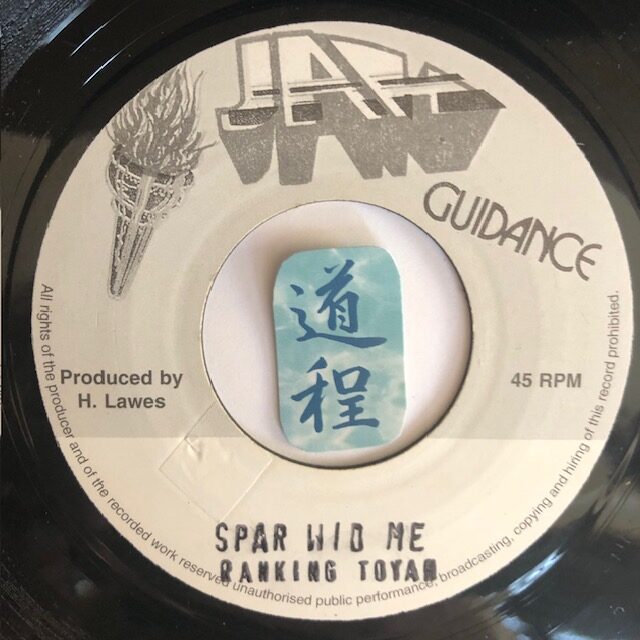 JAH
GUIDANCE
道程
Produced by
H. Lawes
45 RPM
SPAR WID ME
RANKING TOYAN
All rights of the producer and of the recorded work reserved unauthorised public performance, broadcasting, copying and hiring of this record prohibited.